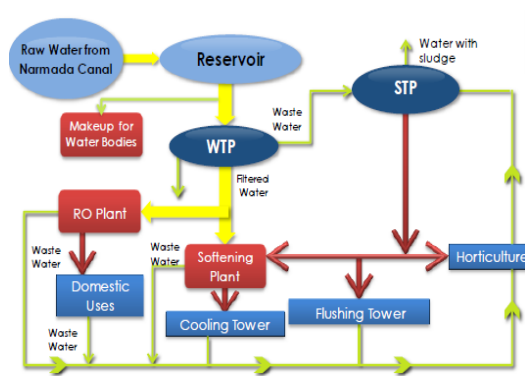 Raw Water from
Narmada Canal
Reservoir
Water with
sludge
STP
Makeup for
Water Bodies
Waste
Water
WTP
Filtered
Water
RO Plant
Waste
Water
Waste
Water
Softening
Plant
Horticulture
Domestic
Uses
Cooling Tower
Flushing Tower
Waste
Water